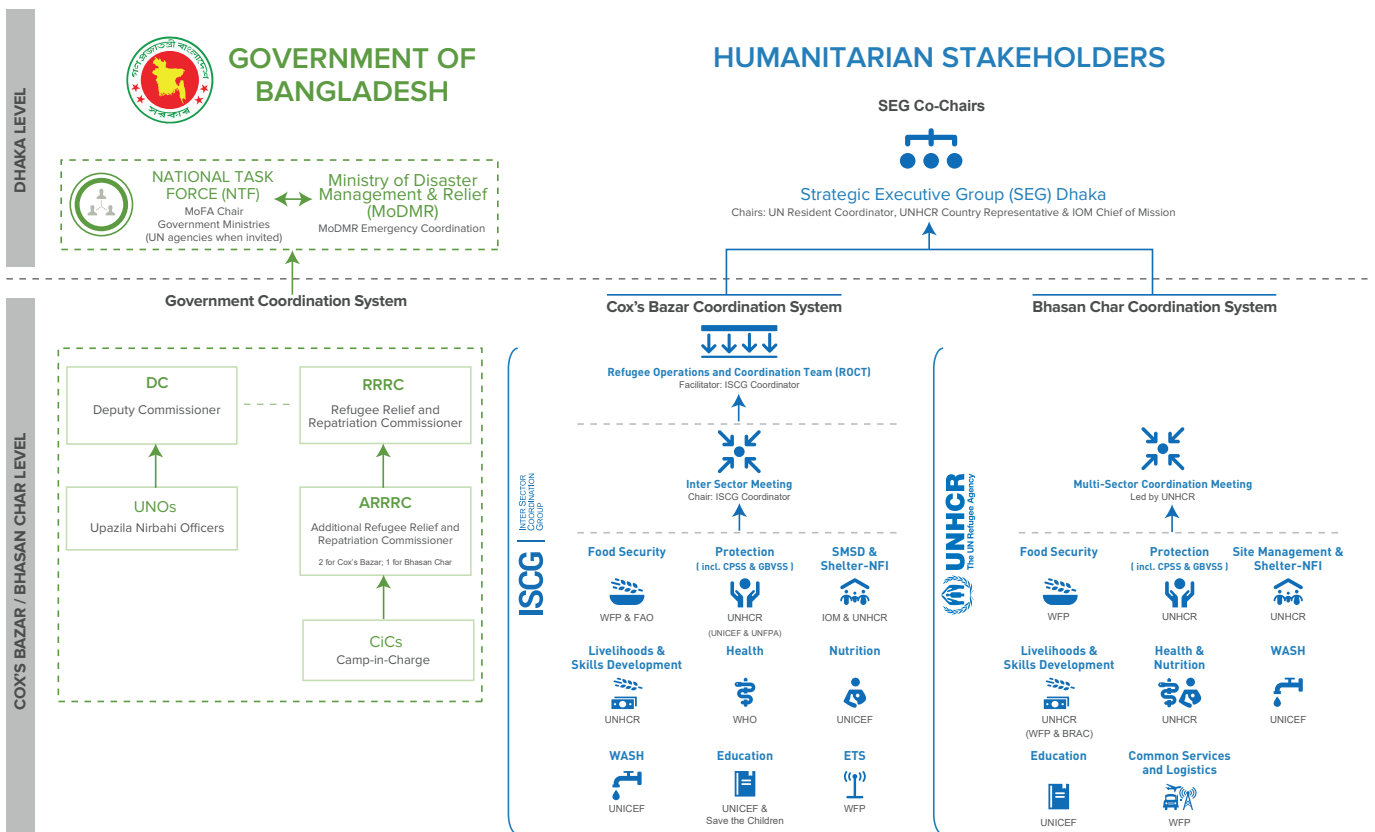 DHAKA LEVEL
গণপ্রজাতন্ত্রী বাংলাদেশ
সরকার
GOVERNMENT OF
BANGLADESH
NATIONAL TASK
FORCE (NTF)
MoFA Chair
Government Ministries
(UN agencies when invited)
Ministry of Disaster
Management & Relief
(MoDMR)
MoDMR Emergency Coordination
HUMANITARIAN STAKEHOLDERS
SEG Co-Chairs
Strategic Executive Group (SEG) Dhaka
Chairs: UN Resident Coordinator, UNHCR Country Representative & IOM Chief of Mission
COX'S BAZAR / BHASAN CHAR LEVEL
Government Coordination System
DC
Deputy Commissioner
UNOs
Upazila Nirbahi Officers
RRRC
Refugee Relief and
Repatriation Commissioner
ARRRC
Additional Refugee Relief and
Repatriation Commissioner
2 for Cox's Bazar; 1 for Bhasan Char
CiCs
Camp-in-Charge
Cox's Bazar Coordination System
Refugee Operations and Coordination Team (ROCT)
Facilitator: ISCG Coordinator
Inter Sector Meeting
Chair: ISCG Coordinator
ISCG
INTER SECTOR
COORDINATION
GROUP
Food Security
WFP & FAO
Protection
( incl. CPSS & GBVSS )
UNHCR
(UNICEF & UNFPA)
SMSD &
Shelter-NFI
IOM & UNHCR
Livelihoods &
Skills Development
UNHCR
Health
WHO
Nutrition
UNICEF
WASH
UNICEF
Education
UNICEF &
Save the Children
ETS
WFP
Bhasan Char Coordination System
Multi-Sector Coordination Meeting
Led by UNHCR
UNHCR
The UN Refugee Agency
Food Security
WFP
Protection
( incl. CPSS & GBVSS )
UNHCR
Site Management &
Shelter-NFI
UNHCR
Livelihoods &
Skills Development
UNHCR
(WFP & BRAC)
Health &
Nutrition
UNHCR
WASH
UNICEF
Education
UNICEF
Common Services
and Logistics
WFP